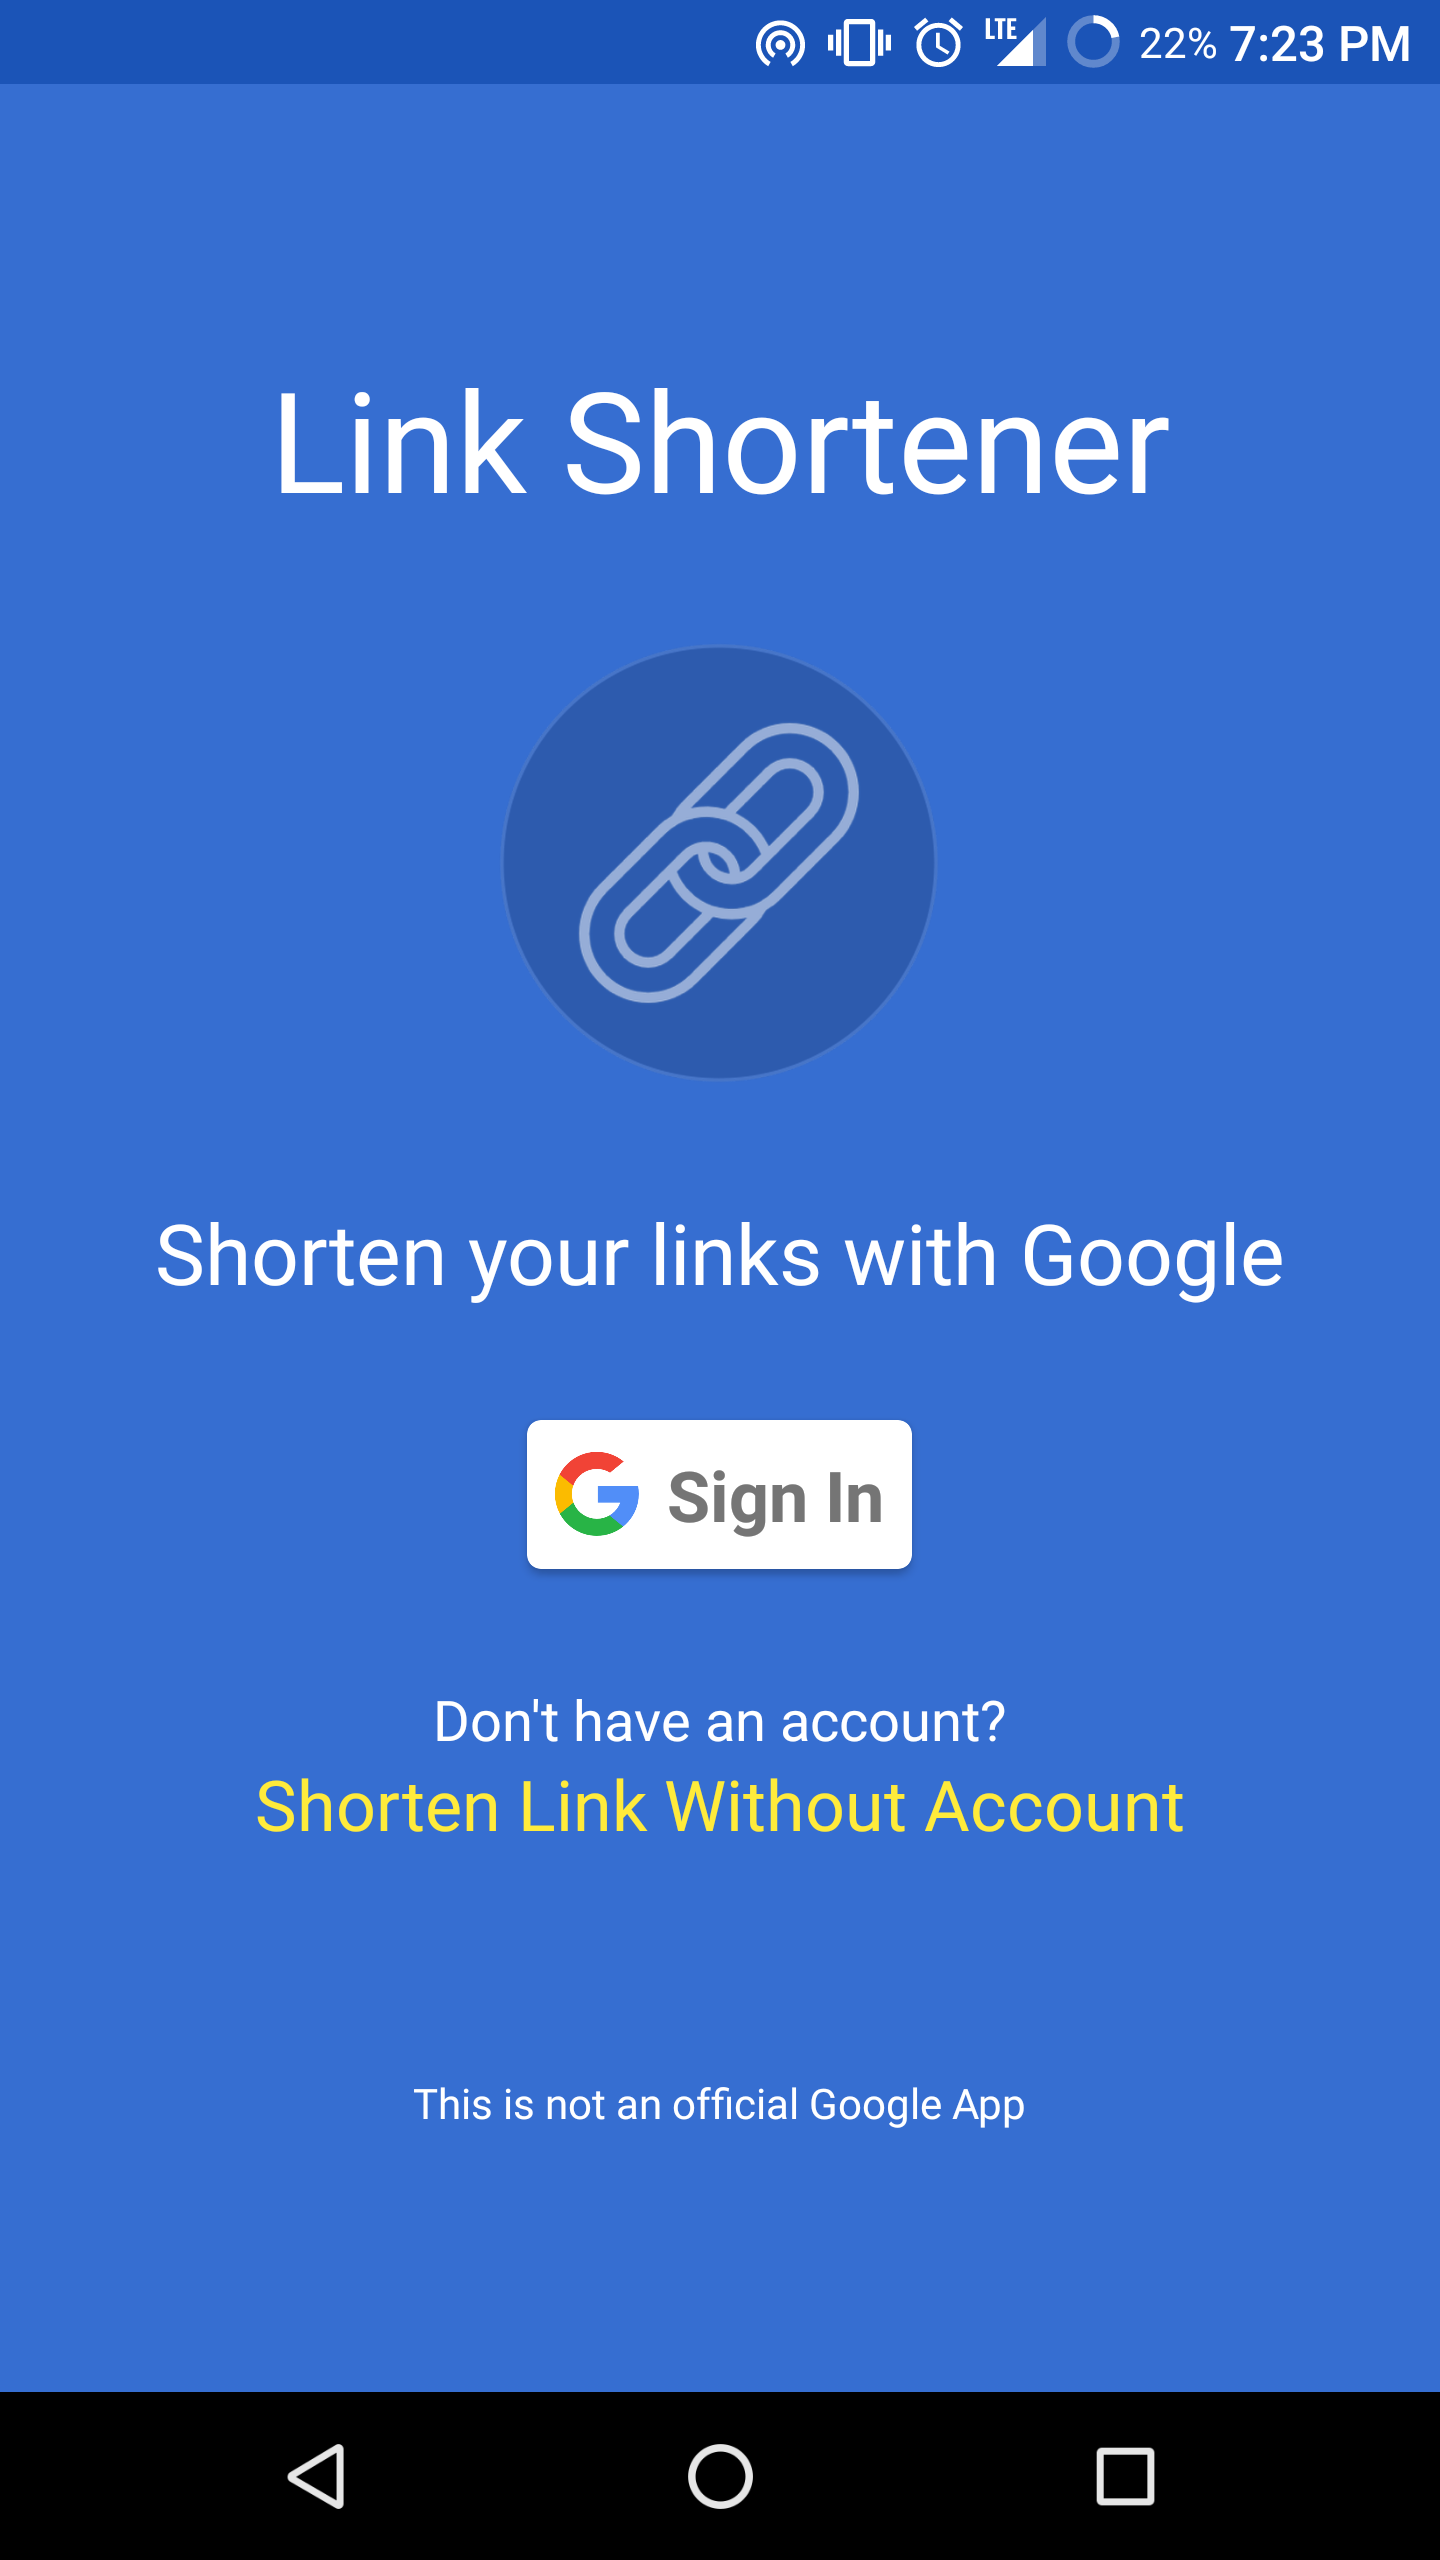 LTE 22% 7:23 PM
Link Shortener
Shorten your links with Google
Sign In
Don't have an account?
Shorten Link Without Account
This is not an official Google App